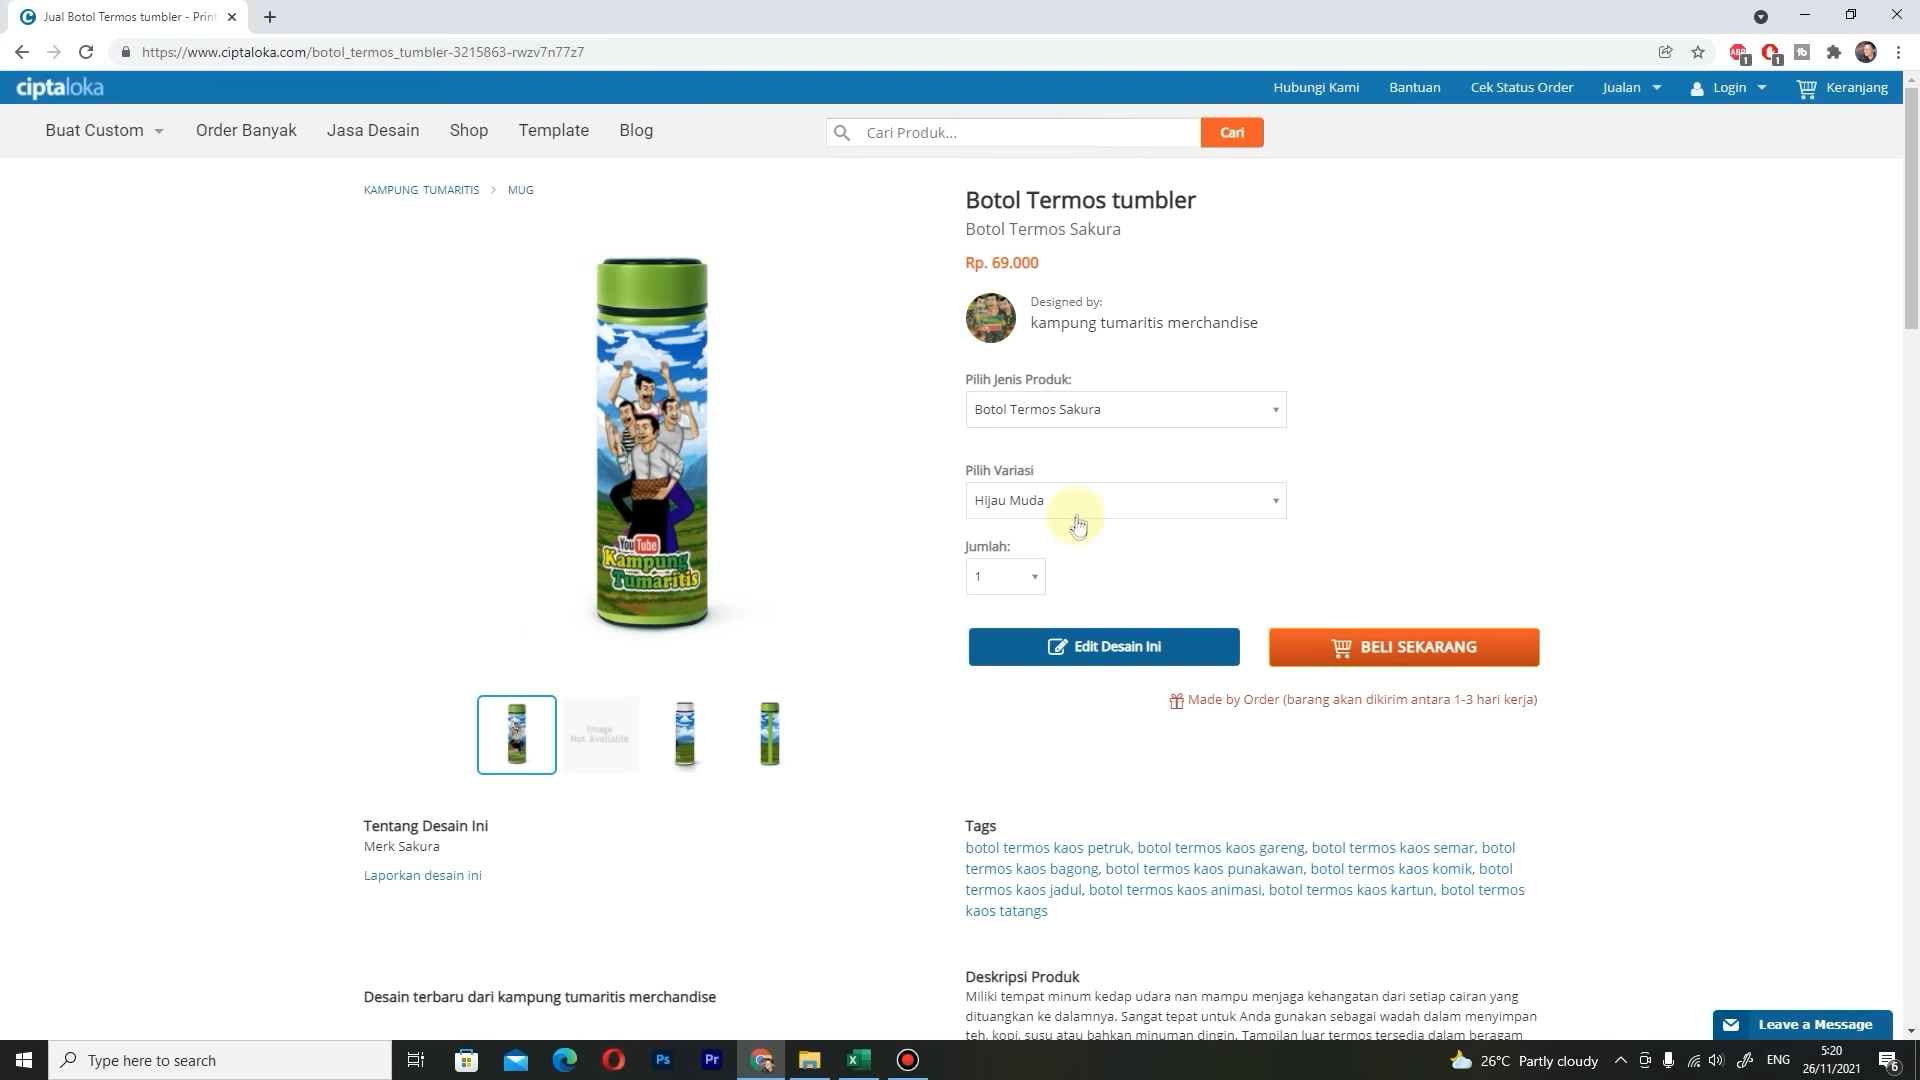 Jual Botol Termos tumbler - Print
https://www.ciptaloka.com/botol_termos_tumbler-3215863-rwzv7n77z7
ABP
1
1
tb
ciptaloka
Hubungi Kami
Bantuan
Cek Status Order
Jualan
Login
Keranjang
Buat Custom
Order Banyak
Jasa Desain
Shop
Template
Blog
Cari Produk...
Cari
KAMPUNG TUMARITIS > MUG
Botol Termos tumbler
Botol Termos Sakura
Rp. 69.000
Designed by:
kampung tumaritis merchandise
Pilih Jenis Produk:
Botol Termos Sakura
Pilih Variasi
Hijau Muda
Jumlah:
1
YouTube
Kampung
Tumaritis
Edit Desain Ini
BELI SEKARANG
Made by Order (barang akan dikirim antara 1-3 hari kerja)
Image
Not Available
Tentang Desain Ini
Merk Sakura
Laporkan desain ini
Tags
botol termos kaos petruk, botol termos kaos gareng, botol termos kaos semar, botol
termos kaos bagong, botol termos kaos punakawan, botol termos kaos komik, botol
termos kaos jadul, botol termos kaos animasi, botol termos kaos kartun, botol termos
kaos tatangs
Desain terbaru dari kampung tumaritis merchandise
Deskripsi Produk
Miliki tempat minum kedap udara nan mampu menjaga kehangatan dari setiap cairan yang
dituangkan ke dalamnya. Sangat tepat untuk Anda gunakan sebagai wadah dalam menyimpan
teh, kopi, susu atau bahkan minuman dingin. Tampilan luar termos tersedia dalam beragam
Leave a Message
Type here to search
Ps
Pr
26°C Partly cloudy
ENG
5:20
26/11/2021
6